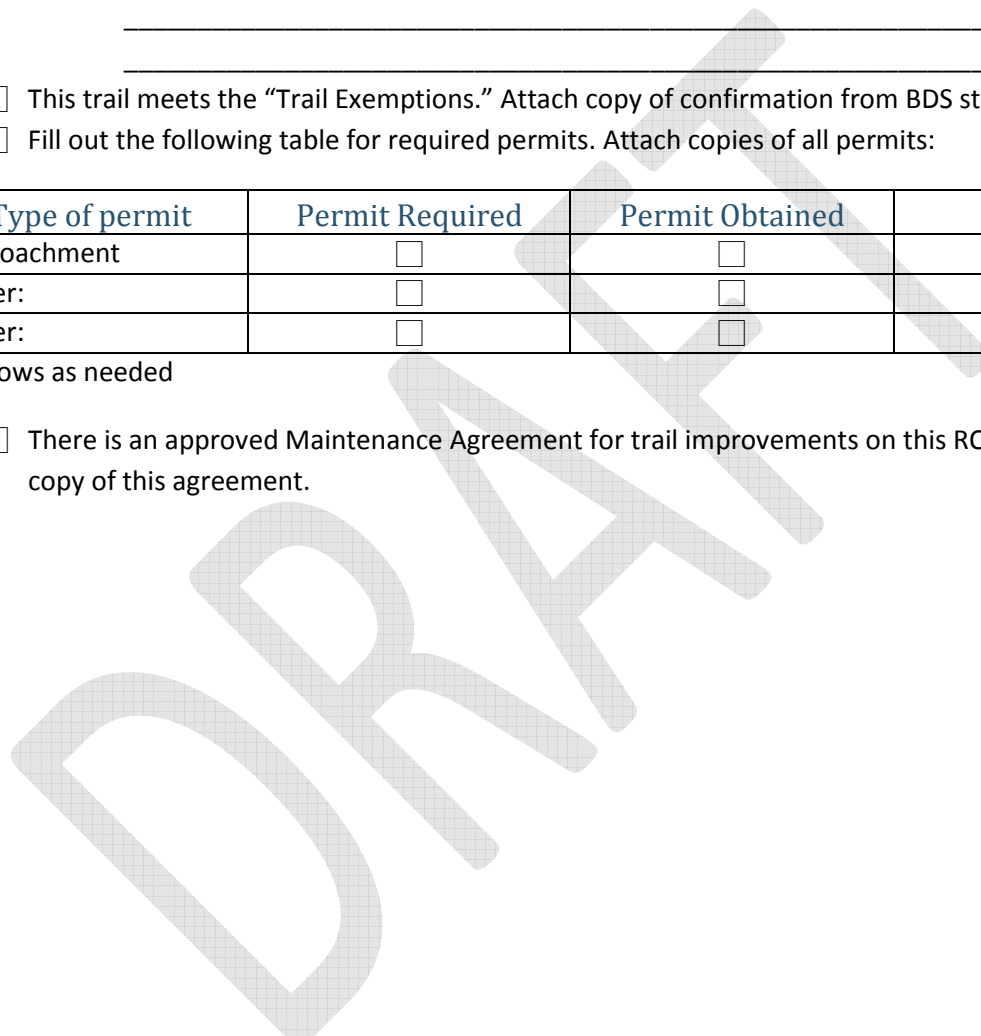 This trail meets the “Trail Exemptions.” Attach copy of confirmation from BDS st
Fill out the following table for required permits. Attach copies of all permits:
Type of permit Permit Required Permit Obtained
oachment
er:
er:
ows as needed
There is an approved Maintenance Agreement for trail improvements on this RO
copy of this agreement.
DRAFT